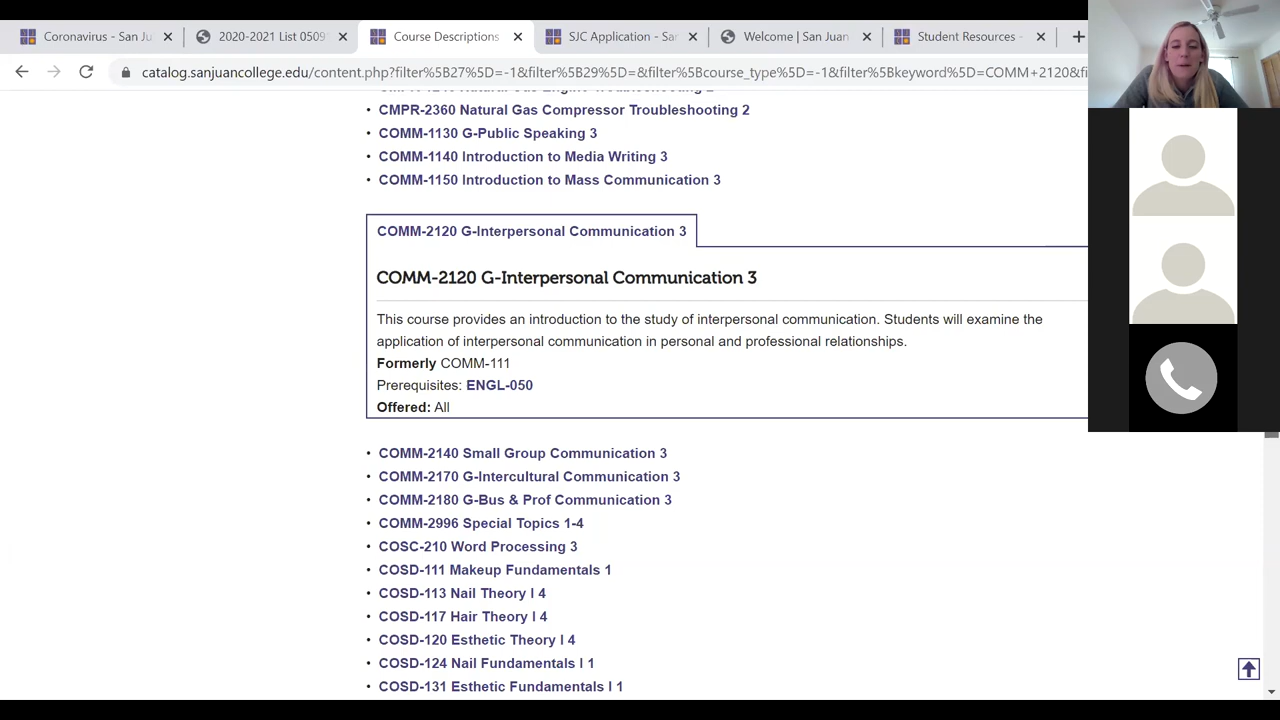 Coronavirus - San Ju
2020-2021 List 0509
Course Descriptions
SJC Application - Sa
Welcome | San Juan
Student Resources -
catalog.sanjuancollege.edu/content.php?filter%5B27%5D=-1&filter%5B29%5D=&filter%5Bcourse_type%5D=-1&filter%5Bkeyword%5D=COMM+2120&fi
CMPR-2360 Natural Gas Compressor Troubleshooting 2
COMM-1130 G-Public Speaking 3
COMM-1140 Introduction to Media Writing 3
COMM-1150 Introduction to Mass Communication 3
COMM-2120 G-Interpersonal Communication 3
COMM-2120 G-Interpersonal Communication 3
This course provides an introduction to the study of interpersonal communication. Students will examine the
application of interpersonal communication in personal and professional relationships.
Formerly COMM-111
Prerequisites: ENGL-050
Offered: All
COMM-2140 Small Group Communication 3
COMM-2170 G-Intercultural Communication 3
COMM-2180 G-Bus & Prof Communication 3
COMM-2996 Special Topics 1-4
COSC-210 Word Processing 3
COSD-111 Makeup Fundamentals 1
COSD-113 Nail Theory I 4
COSD-117 Hair Theory I 4
COSD-120 Esthetic Theory I 4
COSD-124 Nail Fundamentals I 1
COSD-131 Esthetic Fundamentals I 1